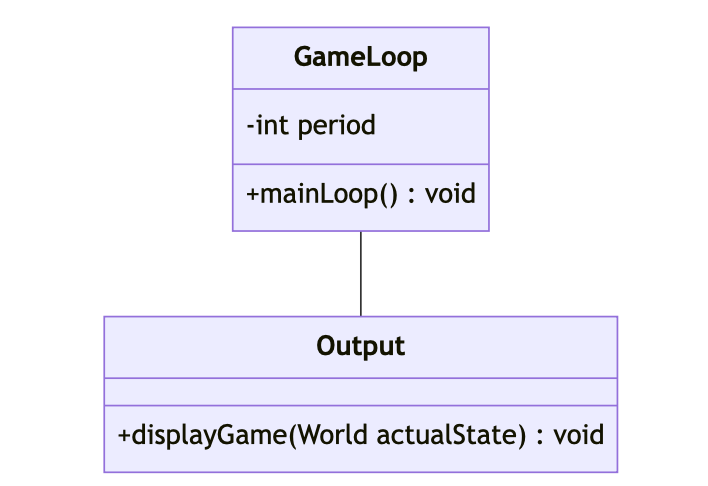 GameLoop
-int period
+mainLoop() : void
Output
+displayGame(World actualState) : void